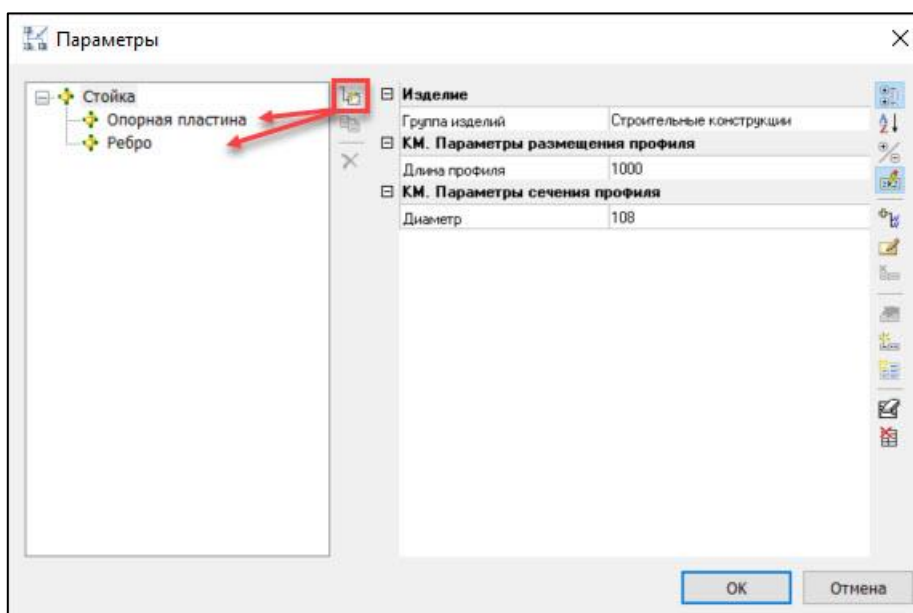 Параметры
Стойка
Опорная пластина
Ребро
Изделие
Группа изделий Строительные конструкции
КМ. Параметры размещения профиля
Длина профиля 1000
КМ. Параметры сечения профиля
Диаметр 108
OK Отмена